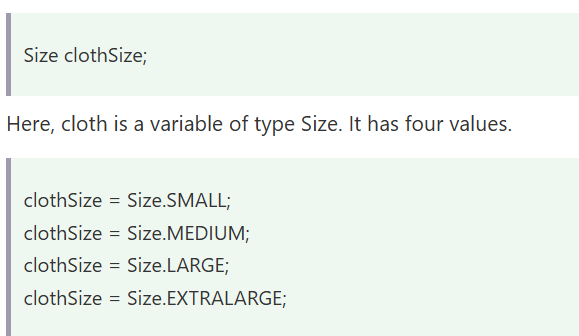 Size clothSize;
Here, cloth is a variable of type Size. It has four values.
clothSize = Size.SMALL;
clothSize = Size.MEDIUM;
clothSize = Size.LARGE;
clothSize = Size.EXTRALARGE;